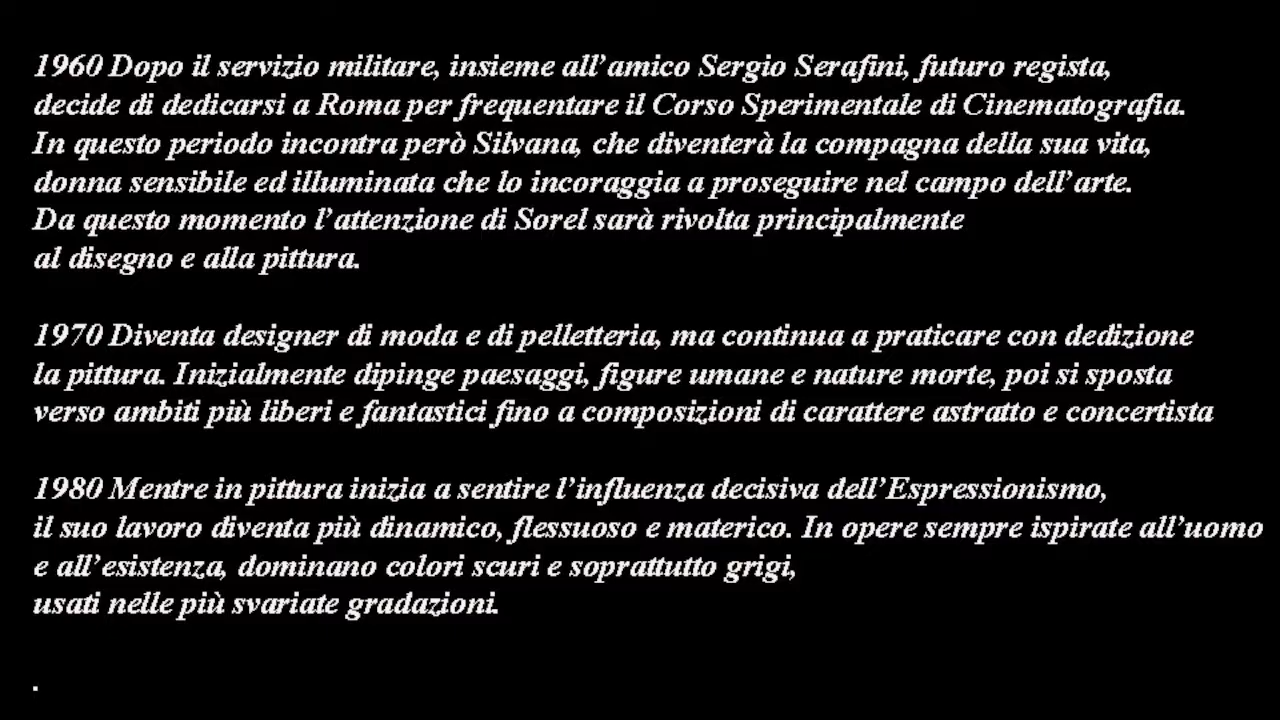 1960 Dopo il servizio militare, insieme all’amico Sergio Serafini, futuro regista,
decide di dedicarsi a Roma per frequentare il Corso Sperimentale di Cinematografia.
In questo periodo incontra però Silvana, che diventerà la compagna della sua vita,
donna sensibile ed illuminata che lo incoraggia a proseguire nel campo dell’arte.
Da questo momento l’attenzione di Sorel sarà rivolta principalmente
al disegno e alla pittura.
1970 Diventa designer di moda e di pelletteria, ma continua a praticare con dedizione
la pittura. Inizialmente dipinge paesaggi, figure umane e nature morte, poi si sposta
verso ambiti più liberi e fantastici fino a composizioni di carattere astratto e concertista
1980 Mentre in pittura inizia a sentire l’influenza decisiva dell’Espressionismo,
il suo lavoro diventa più dinamico, flessuoso e materico. In opere sempre ispirate all’uomo
e all’esistenza, dominano colori scuri e soprattutto grigi,
usati nelle più svariate gradazioni.
.